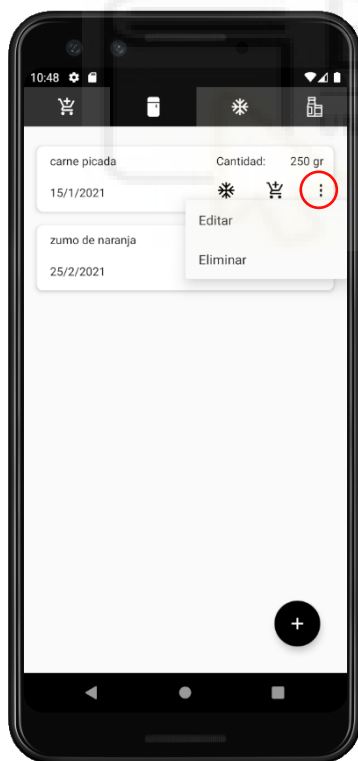 10:48
carne picada Cantidad: 250 gr
15/1/2021
Editar
zumo de naranja
Eliminar
25/2/2021